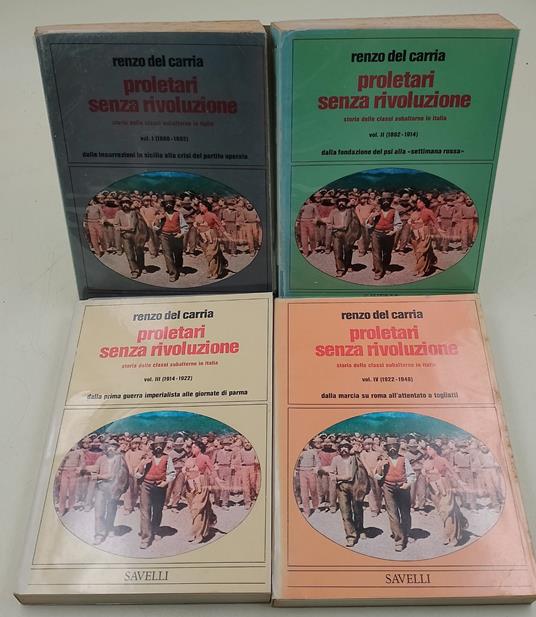 renzo del carria
proletari
senza rivoluzione
storia delle classi subalterne in italia
vol. I (1860-1892)
dalle insurrezioni in sicilia alla crisi del partito operaio
renzo del carria
proletari
senza rivoluzione
storia delle classi subalterne in italia
vol. II (1892-1914)
dalla fondazione del psi alla «settimana rossa»
renzo del carria
proletari
senza rivoluzione
storia delle classi subalterne in italia
vol. III (1914-1922)
dalla prima guerra imperialista alle giornate di parma
SAVELLI
renzo del carria
proletari
senza rivoluzione
storia delle classi subalterne in italia
vol. IV (1922-1948)
dalla marcia su roma all'attentato a togliatti
SAVELLI